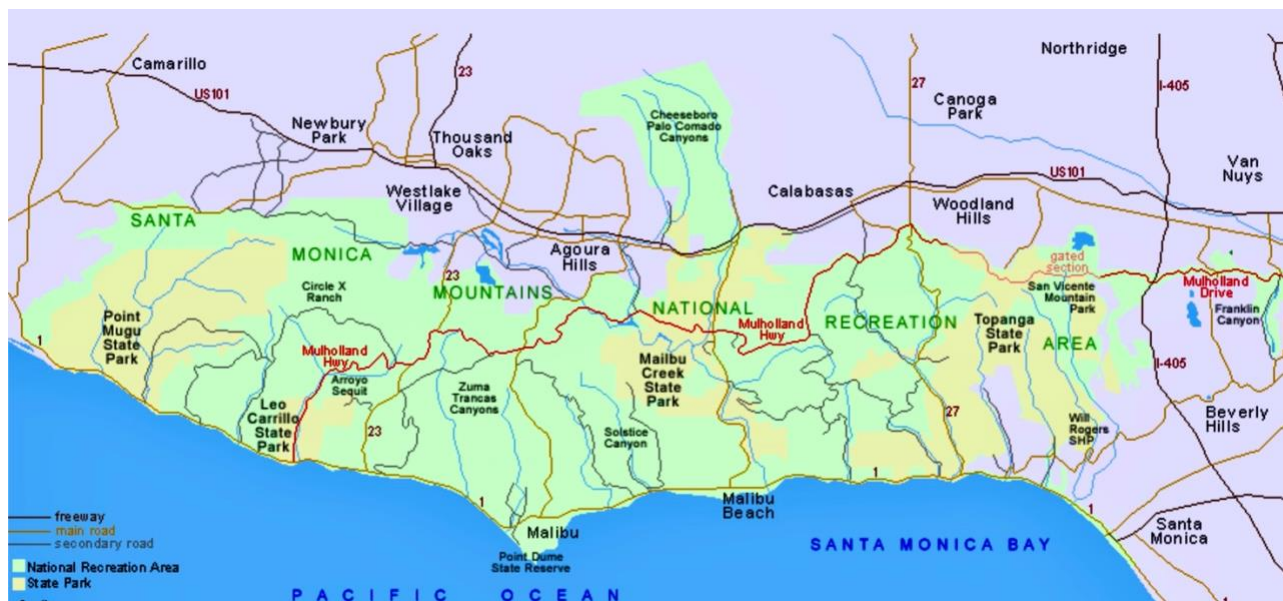 Northridge
Camarillo
23
I-405
27
US101
Canoga
Park
Cheeseboro
Palo Comado
Canyons
Newbury
Park
Thousand
Oaks
Van
Nuys
US101
Westlake
Village
Calabasas
Woodland
Hills
SANTA
Agoura
Hills
MONICA
gated
section
23
Circle X
Ranch
MOUNTAINS
San Vicente
Mountain
Park
Mulholland
Drive
NATIONAL
Franklin
Canyon
Point
Mugu
State
Park
1
Mulholland
Hwy
RECREATION
Topanga
State
Park
AREA
Mulholland
Hwy
Mailbu
Creek
State
Park
I-405
Arroyo
Sequit
Zuma
Trancas
Canyons
Leo
Carrillo
State
Park
27
Will
Rogers
SHP
Beverly
Hills
23
Solstice
Canyon
1
1
Malibu
Beach
1
Malibu
Santa
Monica
freeway
main road
secondary road
SANTA MONICA BAY
Point Dume
State Reserve
National Recreation Area
State Park
PACIFIC OCEAN
1